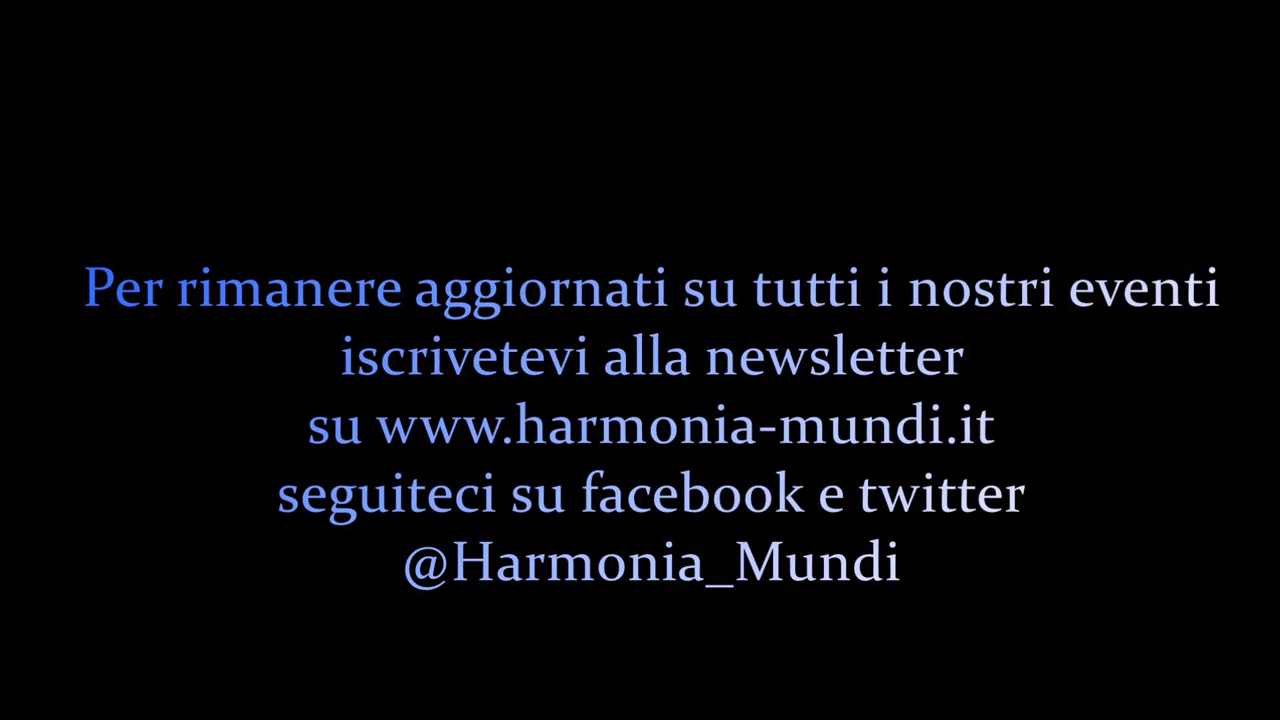 Per rimanere aggiornati su tutti i nostri eventi
iscrivetevi alla newsletter
su www.harmonia-mundi.it
seguiteci su facebook e twitter
@Harmonia_Mundi